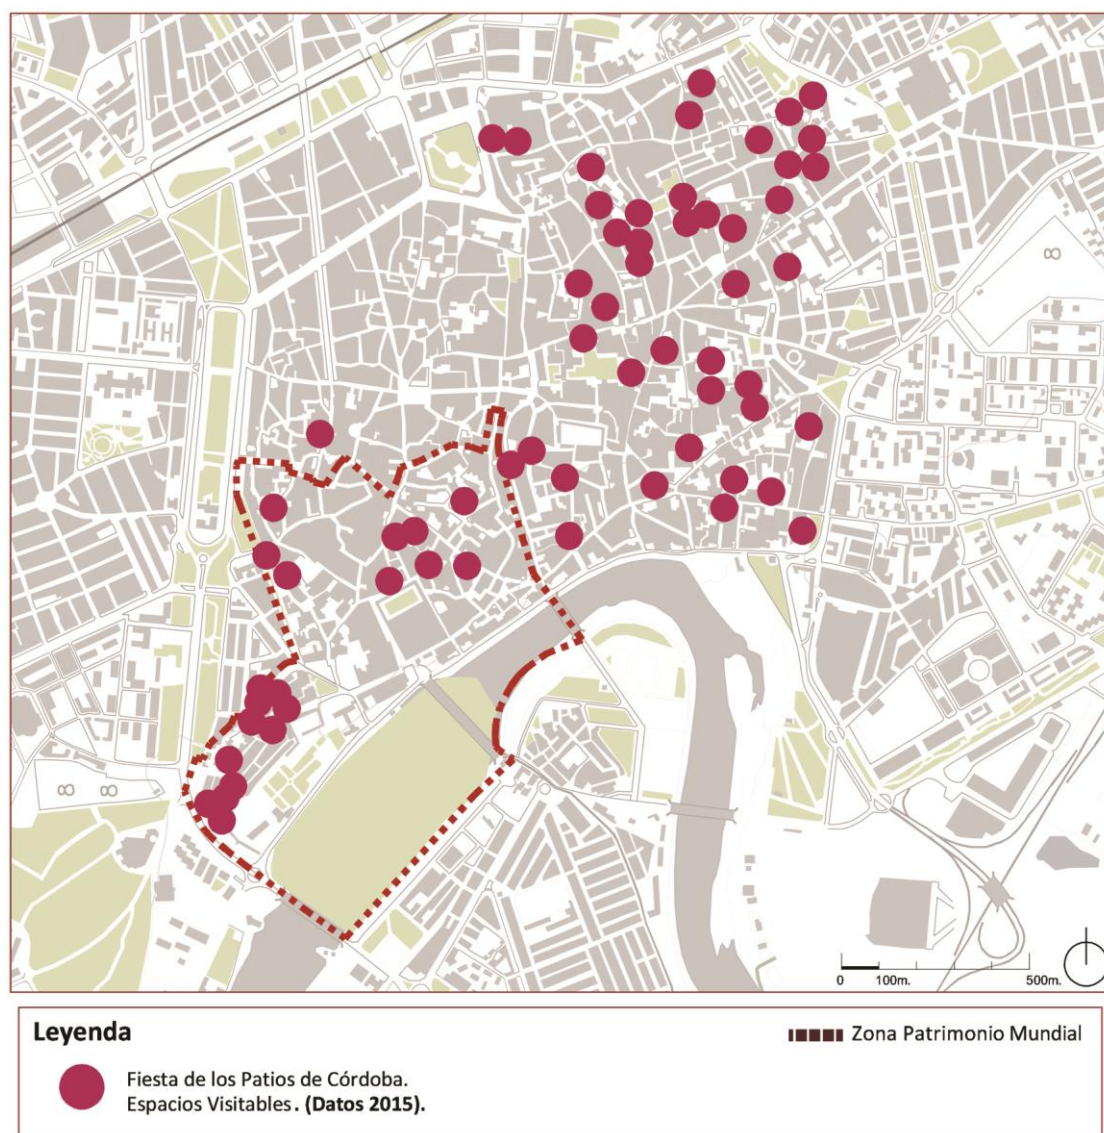 0
100m.
500m.
Leyenda
Zona Patrimonio Mundial
Fiesta de los Patios de Córdoba.
Espacios Visitables. (Datos 2015).